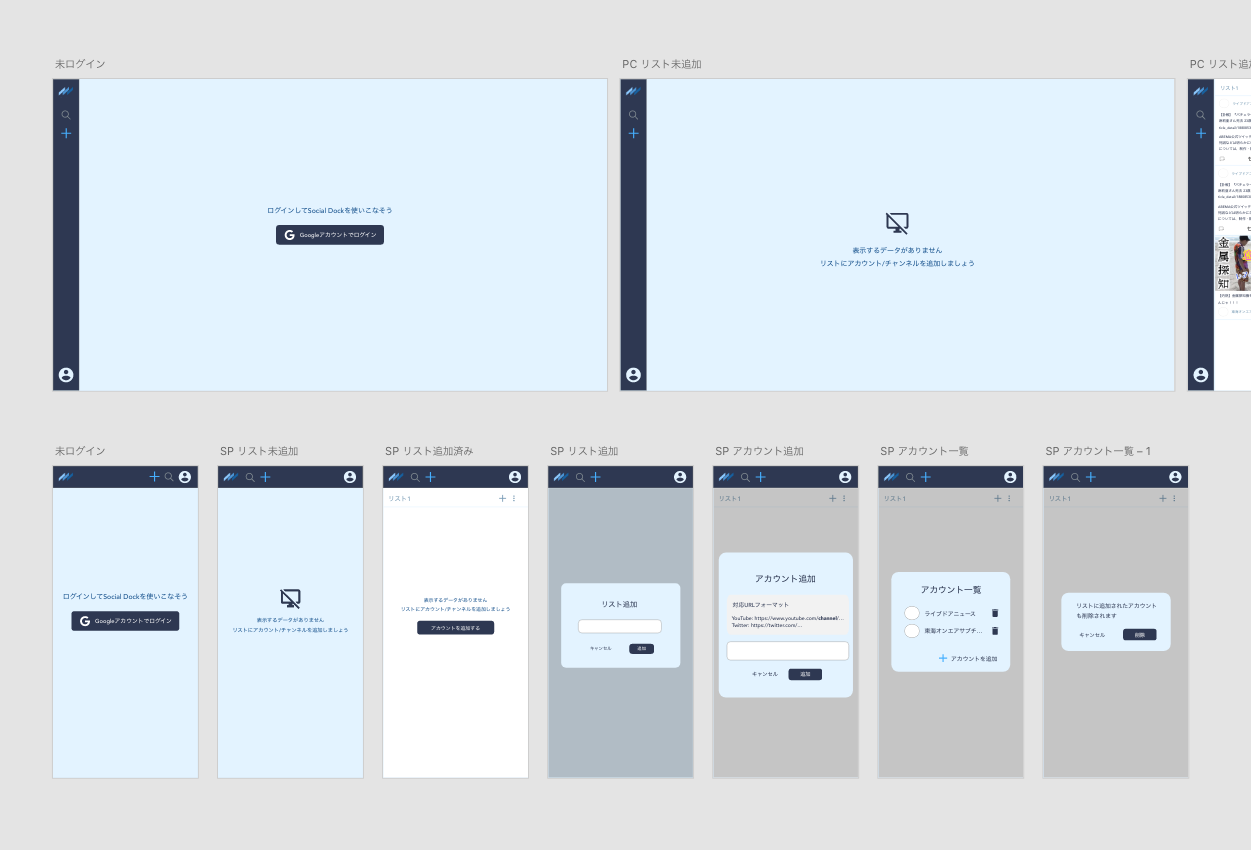 未ログイン
PC リスト未追加
PC リスト追加
リスト1
ログインしてSocial Dockを使いこなそう
Googleアカウントでログイン
表示するデータがありません
リストにアカウント/チャンネルを追加しましょう
金属探知
未ログイン
SP リスト未追加
SP リスト追加済み
SP リスト追加
SP アカウント追加
SP アカウント一覧
SP アカウント一覧 – 1
リスト1
リスト1
リスト1
リスト1
ログインしてSocial Dockを使いこなそう
Googleアカウントでログイン
表示するデータがありません
リストにアカウント/チャンネルを追加しましょう
表示するデータがありません
リストにアカウント/チャンネルを追加しましょう
アカウントを追加する
リスト追加
キャンセル
追加
アカウント追加
対応URLフォーマット
YouTube: https://www.youtube.com/channel/...
Twitter: https://twitter.com/...
キャンセル
追加
アカウント一覧
ライブドアニュース
東海オンエアサブチ...
アカウントを追加
リストに追加されたアカウント
も削除されます
キャンセル
削除